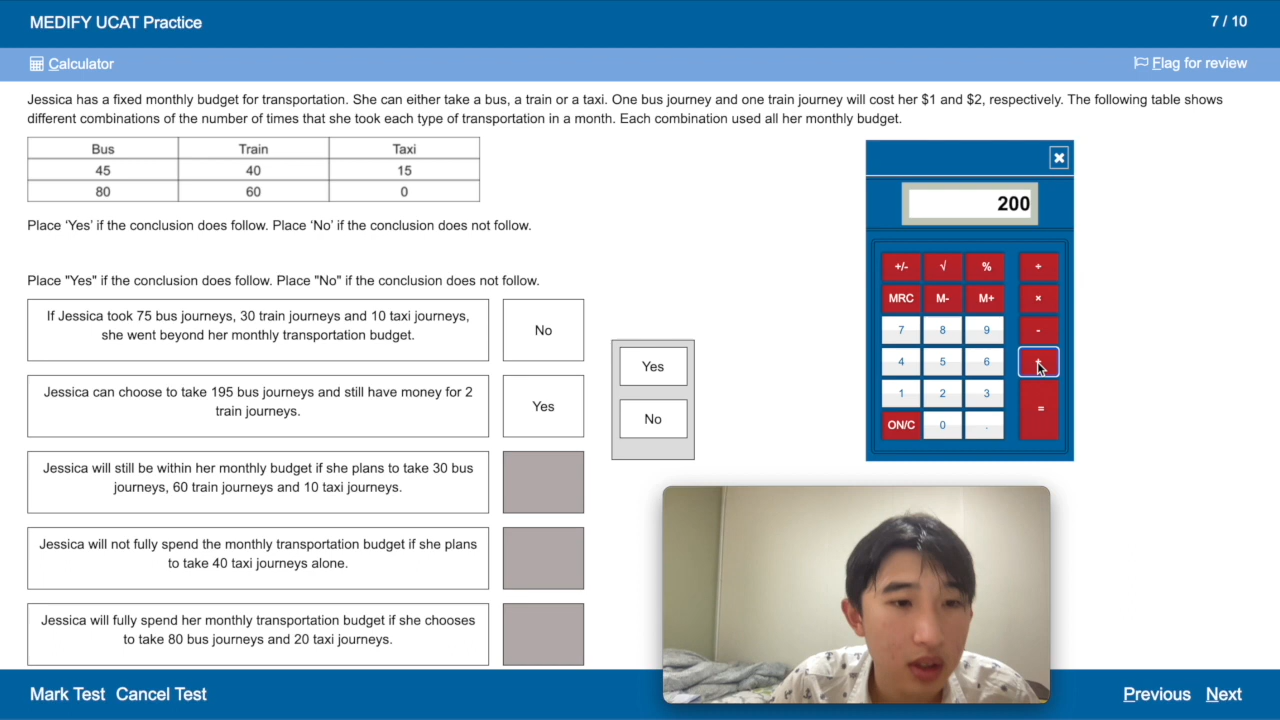 MEDIFY UCAT Practice
7 / 10
Calculator
Flag for review
Jessica has a fixed monthly budget for transportation. She can either take a bus, a train or a taxi. One bus journey and one train journey will cost her $1 and $2, respectively. The following table shows
different combinations of the number of times that she took each type of transportation in a month. Each combination used all her monthly budget.
Bus Train Taxi
45 40 15
80 60 0
Place ‘Yes’ if the conclusion does follow. Place ‘No’ if the conclusion does not follow.
Place "Yes" if the conclusion does follow. Place "No" if the conclusion does not follow.
If Jessica took 75 bus journeys, 30 train journeys and 10 taxi journeys,
she went beyond her monthly transportation budget.
No
Jessica can choose to take 195 bus journeys and still have money for 2
train journeys.
Yes
Jessica will still be within her monthly budget if she plans to take 30 bus
journeys, 60 train journeys and 10 taxi journeys.
Jessica will not fully spend the monthly transportation budget if she plans
to take 40 taxi journeys alone.
Jessica will fully spend her monthly transportation budget if she chooses
to take 80 bus journeys and 20 taxi journeys.
Yes
No
200
+/- √ % ÷
MRC M- M+ ×
7 8 9 -
4 5 6 +
1 2 3
=
ON/C 0 .
Mark Test Cancel Test
Previous Next